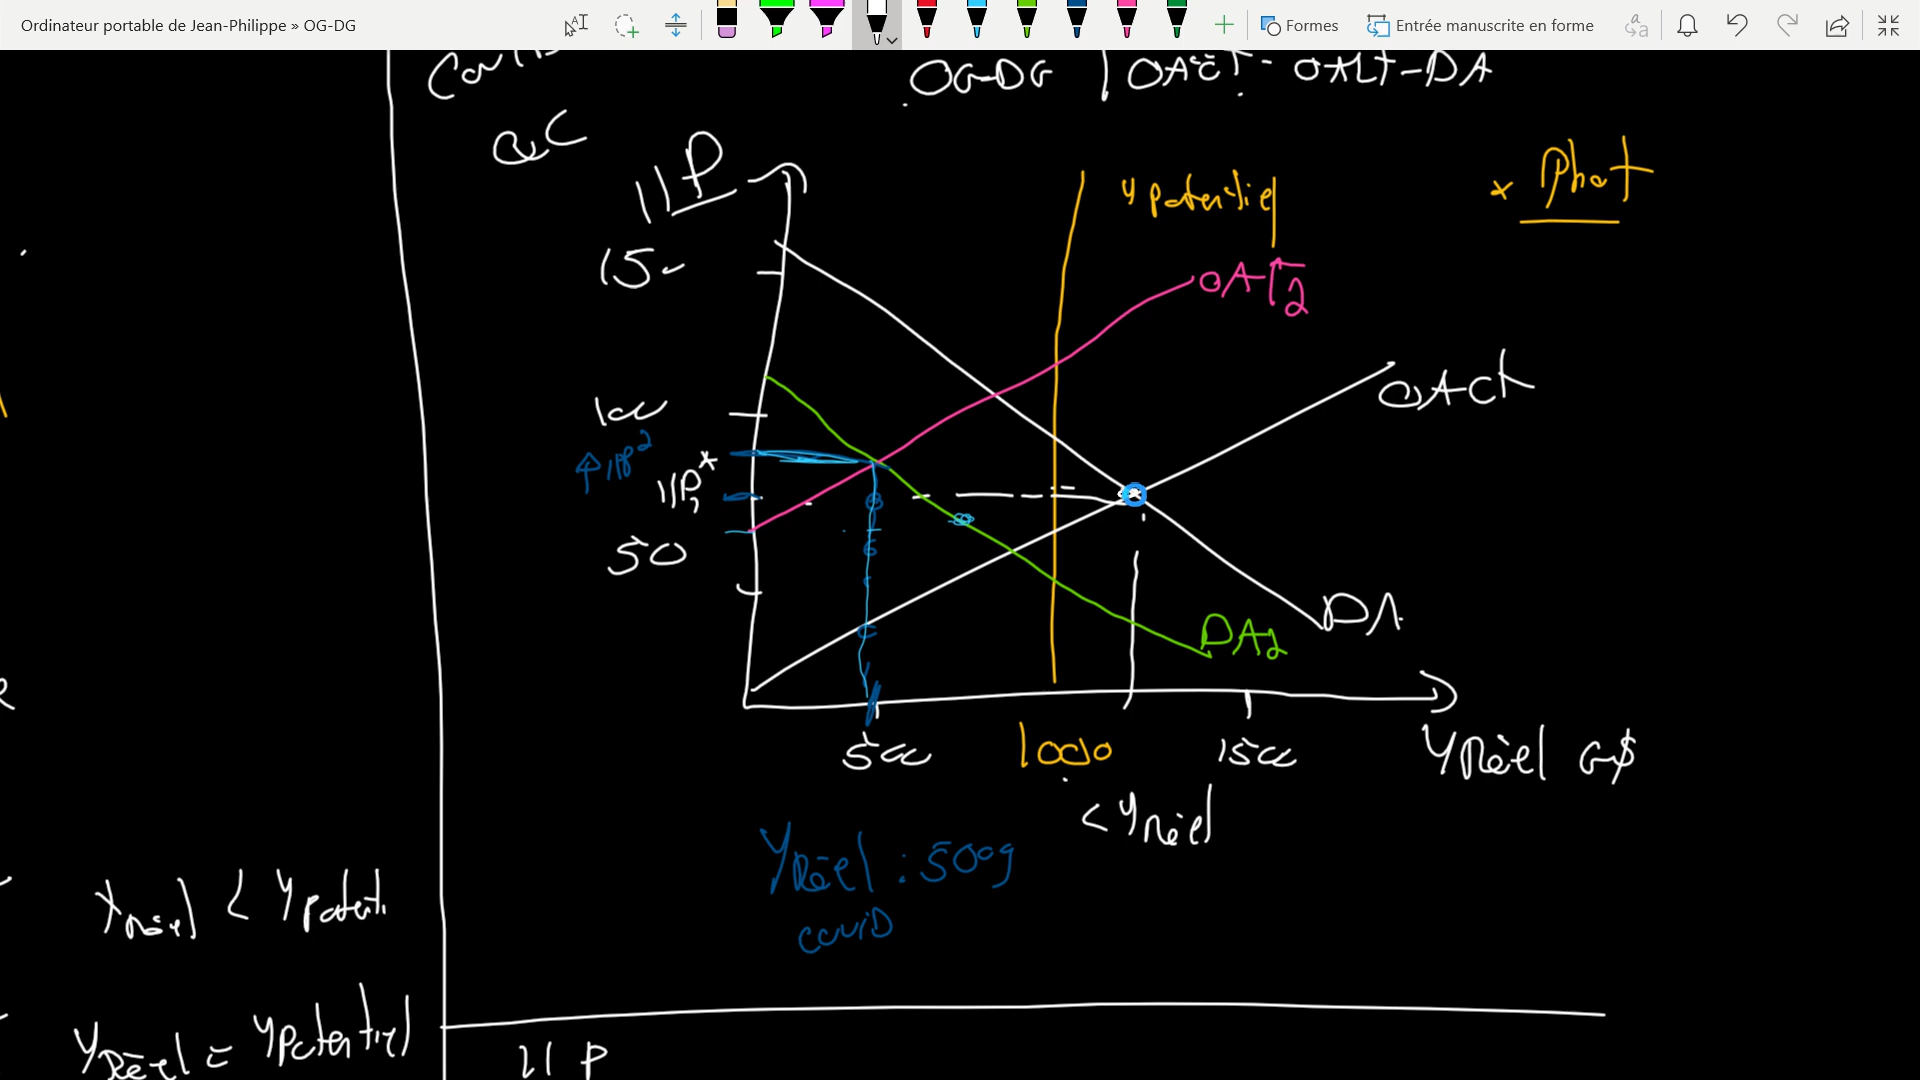 Ordinateur portable de Jean-Philippe » OG-DG
Formes
Entrée manuscrite en forme
OG-DG | OACT - OALT-DA
QC
IIP
Y Potentiel
* Phot
150
OACT2
100
OACT
↑ IIP2
IIP*
50
DA2
DA
500
1000
1500
YRéel G$
< YRéel
YRéel : 500g
COVID
YRéel < YPotenti
YRéel = YPotentiel
IIP